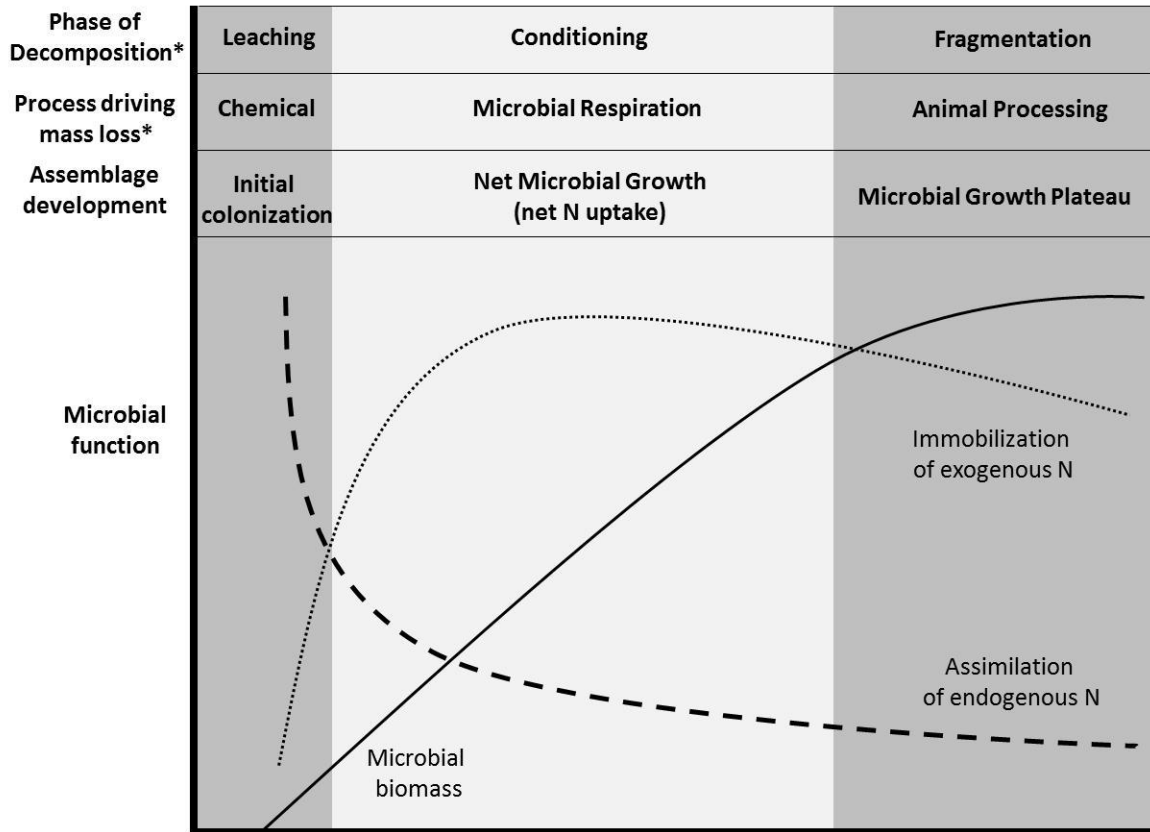 Phase of
Decomposition*
Leaching
Conditioning
Fragmentation
Process driving
mass loss*
Chemical
Microbial Respiration
Animal Processing
Assemblage
development
Initial
colonization
Net Microbial Growth
(net N uptake)
Microbial Growth Plateau
Microbial
function
Immobilization
of exogenous N
Assimilation
of endogenous N
Microbial
biomass